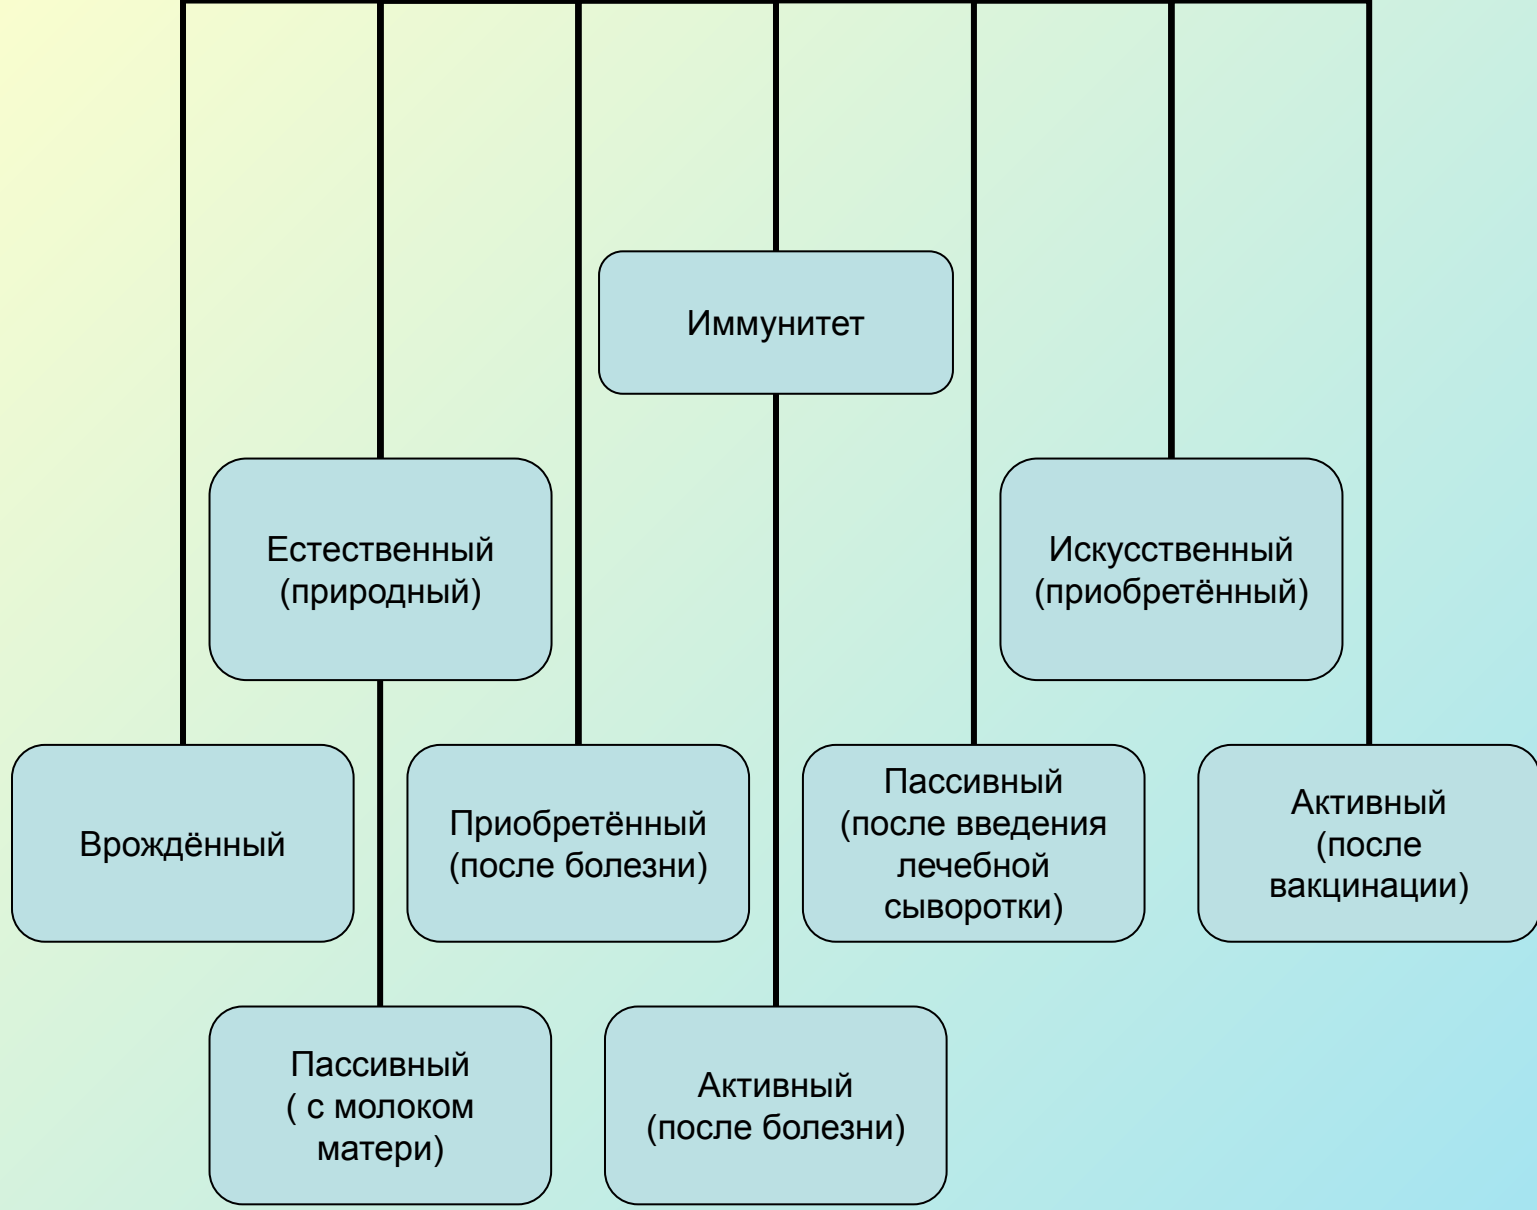 Иммунитет
Естественный
(природный)
Искусственный
(приобретённый)
Врождённый
Приобретённый
(после болезни)
Пассивный
(после введения
лечебной
сыворотки)
Активный
(после
вакцинации)
Пассивный
( с молоком
матери)
Активный
(после болезни)